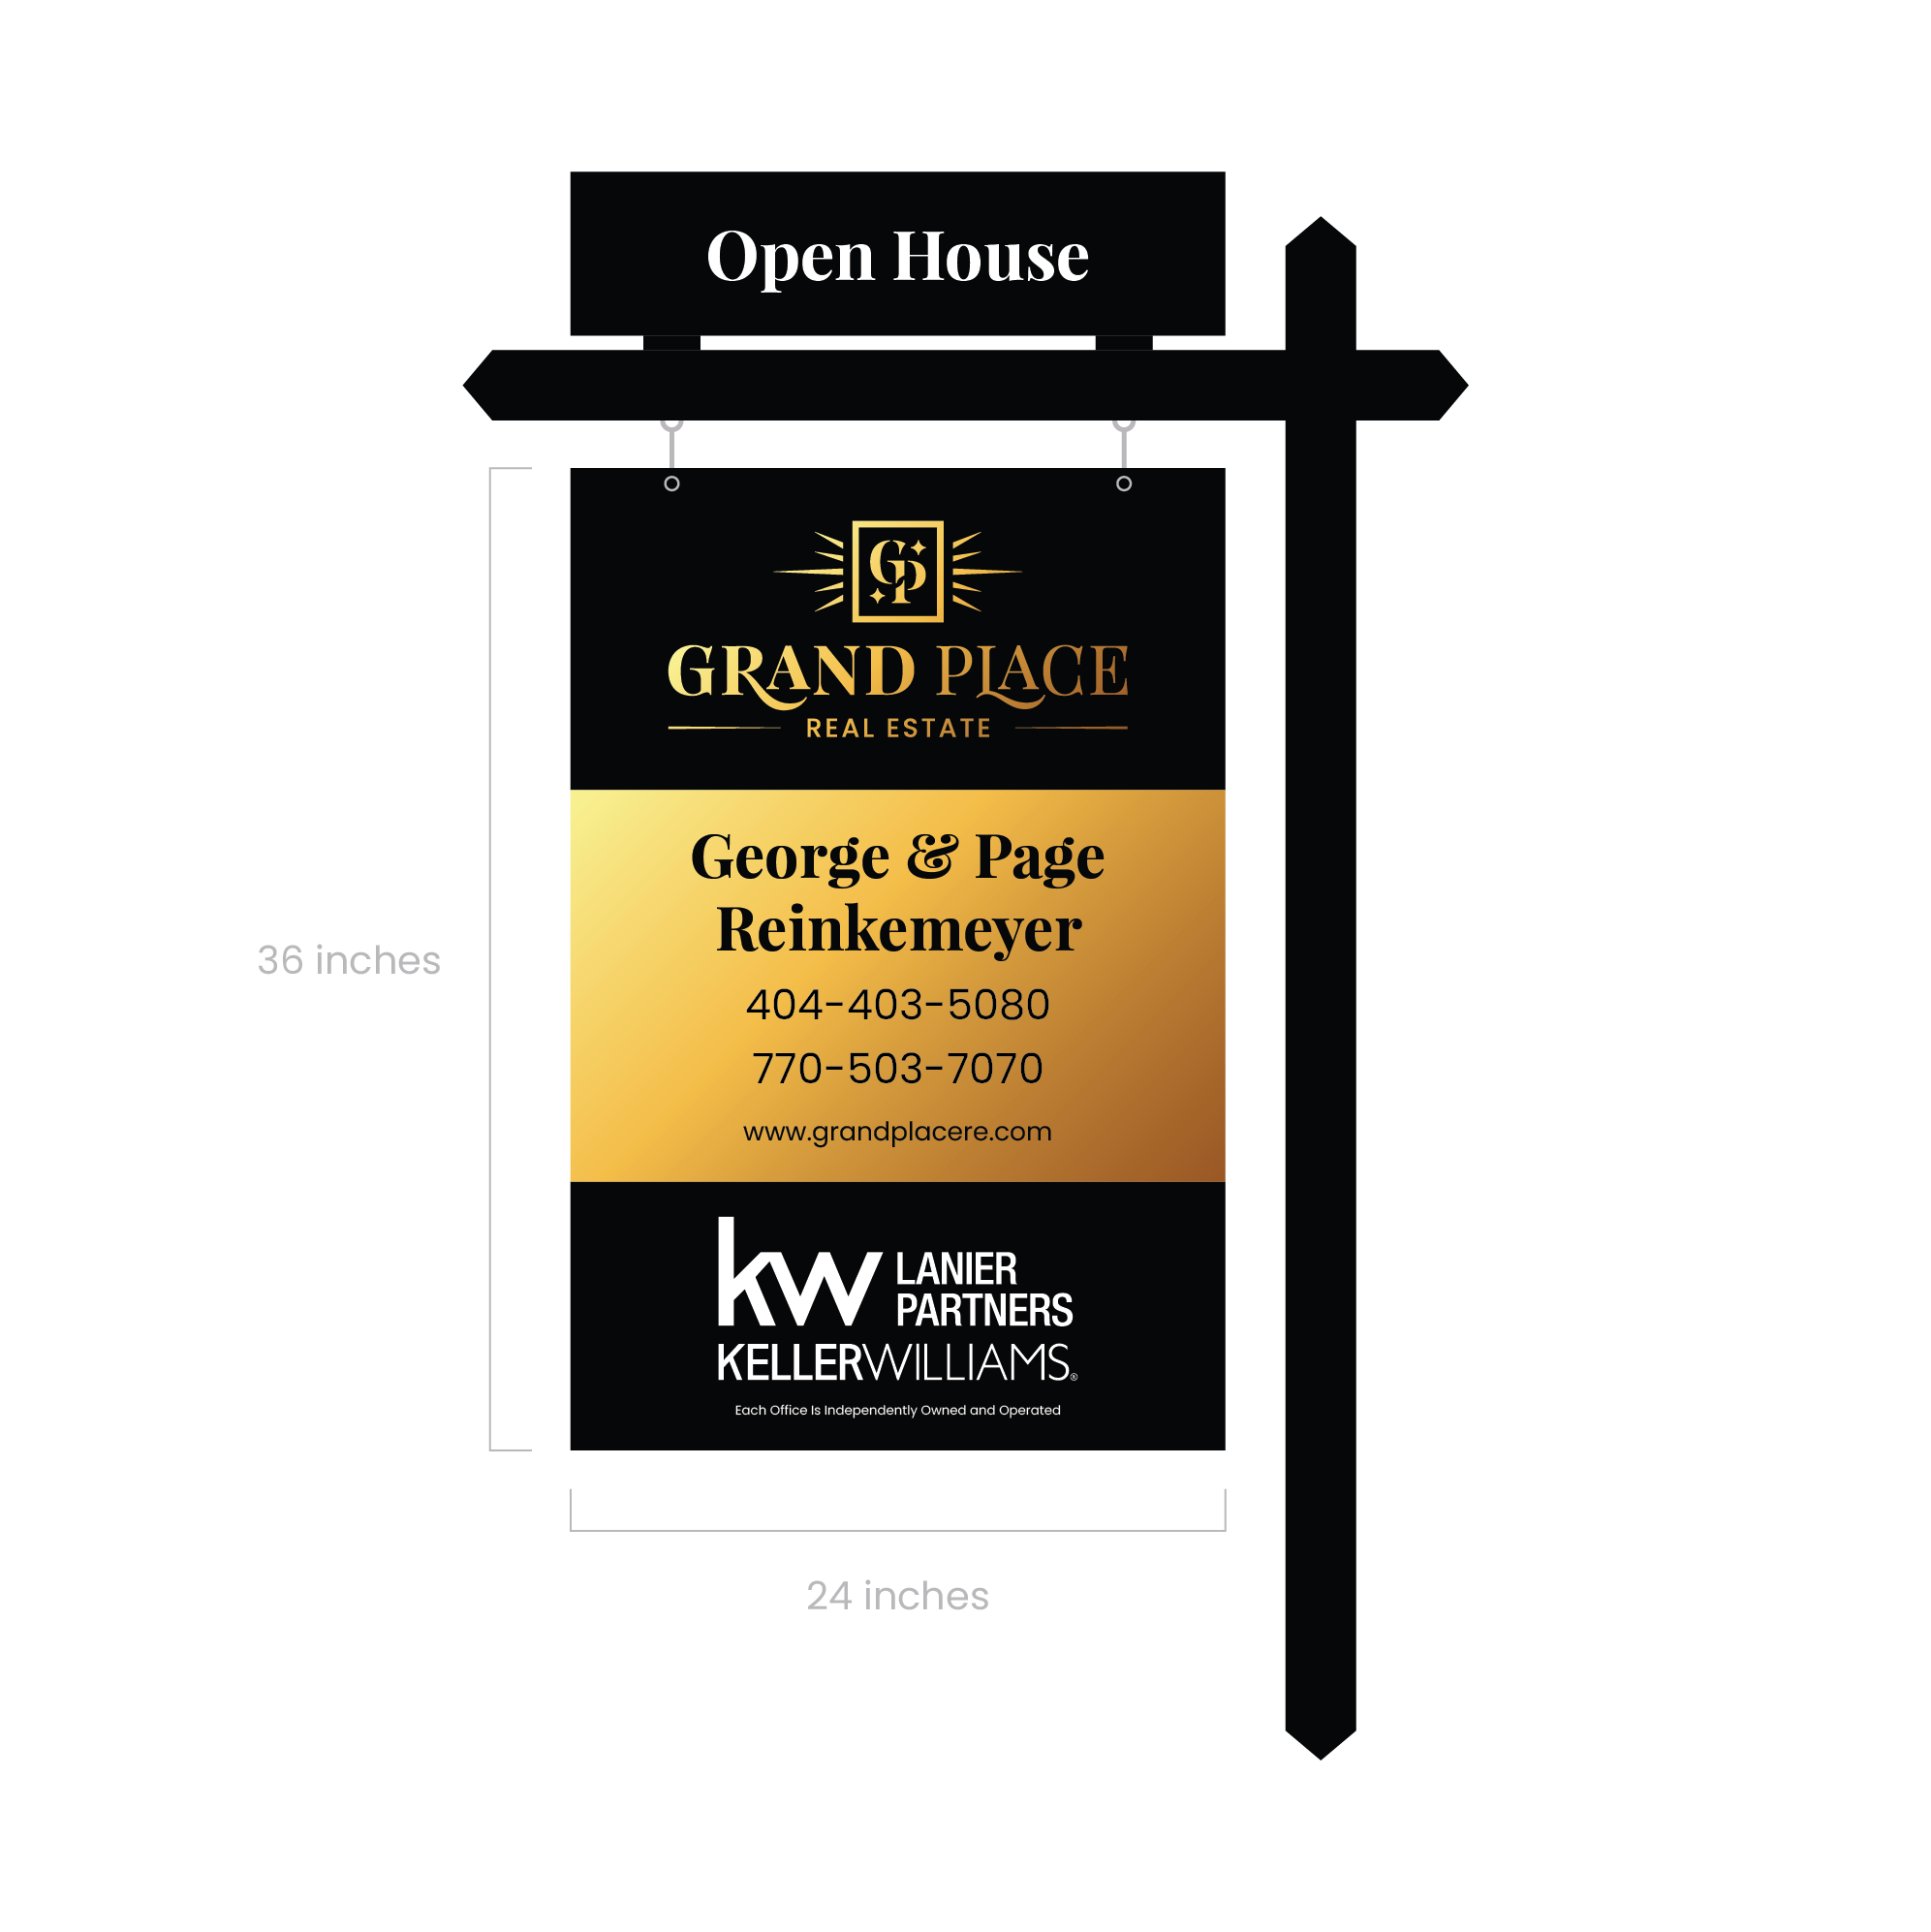 Open House
GP
GRAND PLACE
REAL ESTATE
George & Page
Reinkemeyer
404-403-5080
770-503-7070
www.grandplacere.com
36 inches
kw LANIER
PARTNERS
KELLERWILLIAMS®
Each Office Is Independently Owned and Operated
24 inches